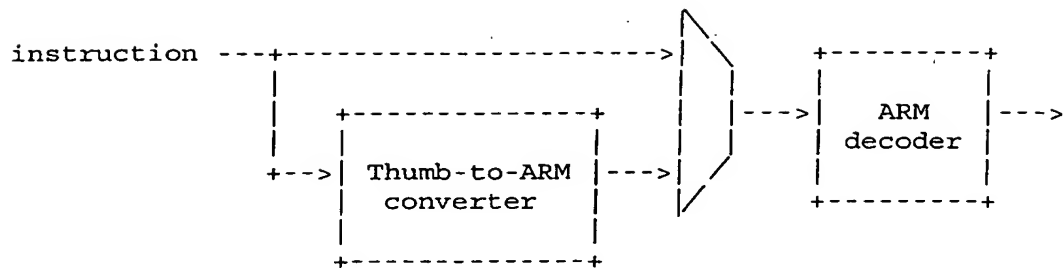 instruction
ARM
decoder
Thumb-to-ARM
converter